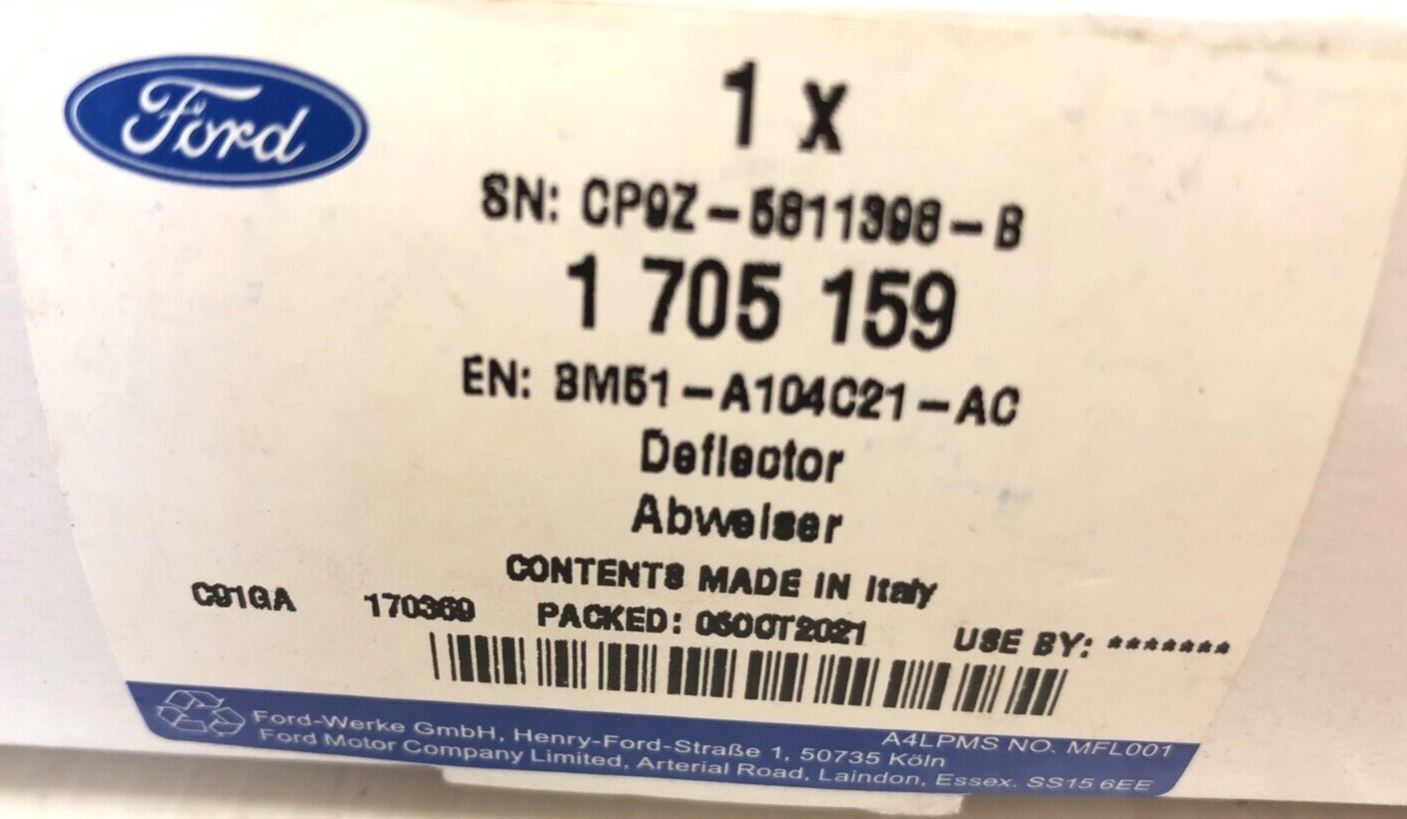 Ford
1 x
SN: CP9Z-5811398-B
1 705 159
EN: BM51-A104C21-AC
Deflector
Abweiser
CONTENTS MADE IN Italy
C91GA 170369 PACKED: 05OCT2021 USE BY: *******
A4LPMS NO. MFL001
Ford-Werke GmbH, Henry-Ford-Straße 1, 50735 Köln
Ford Motor Company Limited, Arterial Road, Laindon, Essex. SS15 6EE